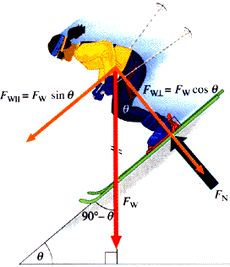 F_W∥ = F_W sin θ
F_W⊥ = F_W cos θ
θ
F_W
F_N
90° – θ
θ